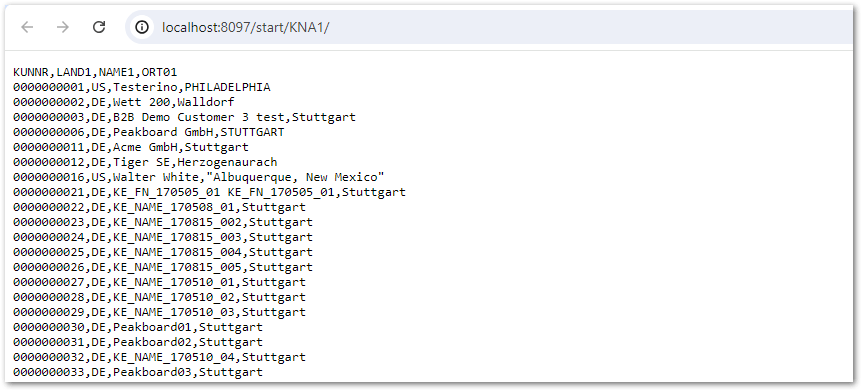 localhost:8097/start/KNA1/
KUNNR,LAND1,NAME1,ORT01
0000000001,US,Testerino,PHILADELPHIA
0000000002,DE,Wett 200,Walldorf
0000000003,DE,B2B Demo Customer 3 test,Stuttgart
0000000006,DE,Peakboard GmbH,STUTTGART
0000000011,DE,Acme GmbH,Stuttgart
0000000012,DE,Tiger SE,Herzogenaurach
0000000016,US,Walter White,"Albuquerque, New Mexico"
0000000021,DE,KE_FN_170505_01 KE_FN_170505_01,Stuttgart
0000000022,DE,KE_NAME_170508_01,Stuttgart
0000000023,DE,KE_NAME_170815_002,Stuttgart
0000000024,DE,KE_NAME_170815_003,Stuttgart
0000000025,DE,KE_NAME_170815_004,Stuttgart
0000000026,DE,KE_NAME_170815_005,Stuttgart
0000000027,DE,KE_NAME_170510_01,Stuttgart
0000000028,DE,KE_NAME_170510_02,Stuttgart
0000000029,DE,KE_NAME_170510_03,Stuttgart
0000000030,DE,Peakboard01,Stuttgart
0000000031,DE,Peakboard02,Stuttgart
0000000032,DE,KE_NAME_170510_04,Stuttgart
0000000033,DE,Peakboard03,Stuttgart